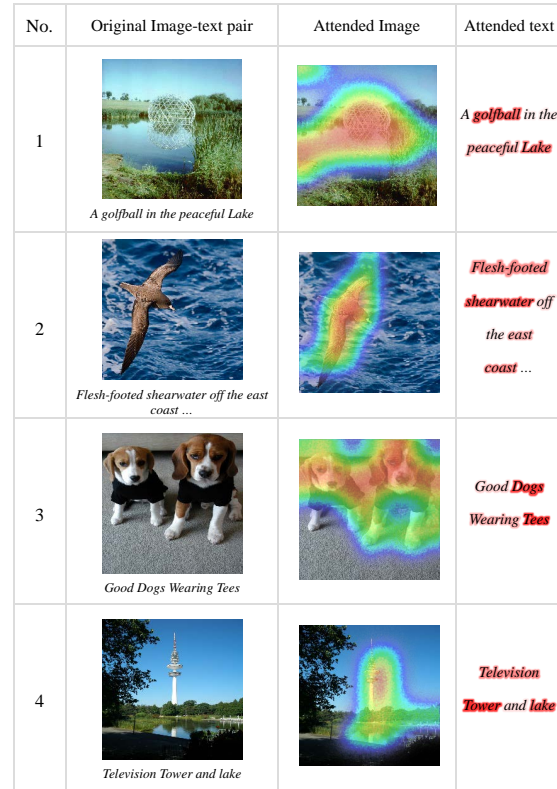 No.
Original Image-text pair
Attended Image
Attended text
1
A golfball in the peaceful Lake
A golfball in the
peaceful Lake
2
Flesh-footed shearwater off the east
coast ...
Flesh-footed
shearwater off
the east
coast ...
3
Good Dogs Wearing Tees
Good Dogs
Wearing Tees
4
Television Tower and lake
Television
Tower and lake